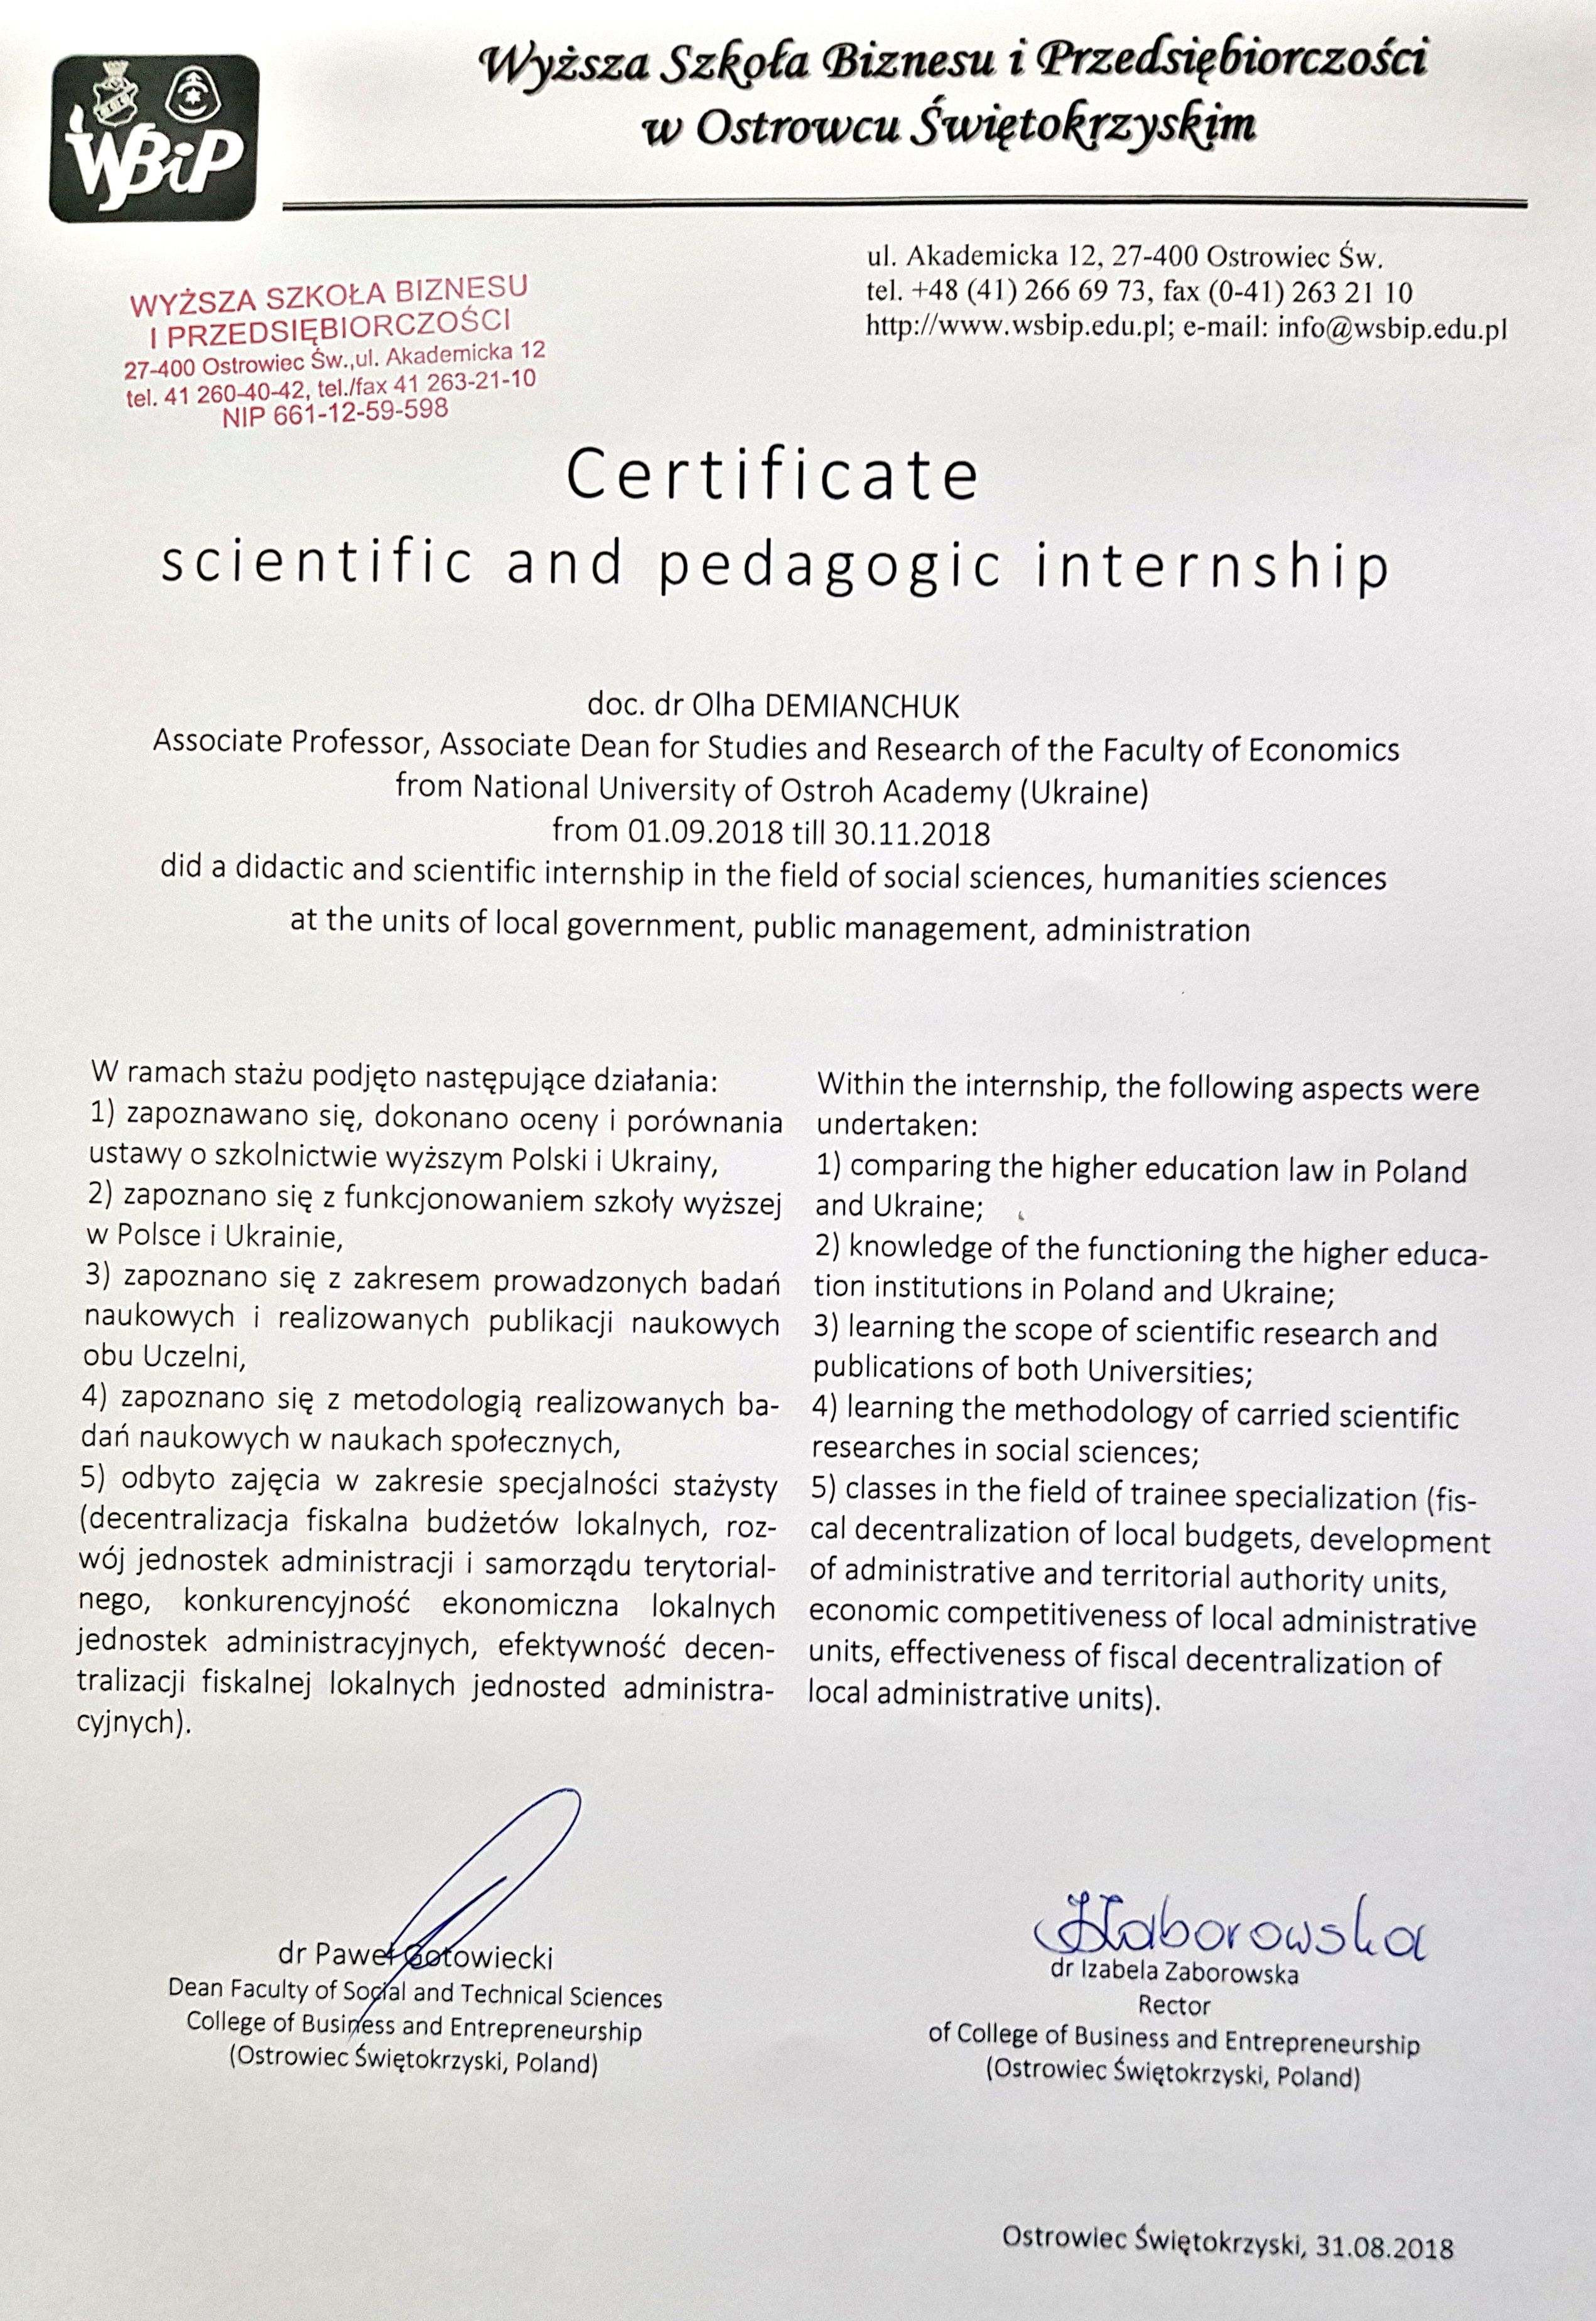 Wyższa Szkoła Biznesu i Przedsiębiorczości
w Ostrowcu Świętokrzyskim
WSBiP
ul. Akademicka 12, 27-400 Ostrowiec Św.
tel. +48 (41) 266 69 73, fax (0-41) 263 21 10
http://www.wsbip.edu.pl; e-mail: info@wsbip.edu.pl
WYŻSZA SZKOŁA BIZNESU
I PRZEDSIĘBIORCZOŚCI
27-400 Ostrowiec Św.,ul. Akademicka 12
tel. 41 260-40-42, tel./fax 41 263-21-10
NIP 661-12-59-598
Certificate
scientific and pedagogic internship
doc. dr Olha DEMIANCHUK
Associate Professor, Associate Dean for Studies and Research of the Faculty of Economics
from National University of Ostroh Academy (Ukraine)
from 01.09.2018 till 30.11.2018
did a didactic and scientific internship in the field of social sciences, humanities sciences
at the units of local government, public management, administration
W ramach stażu podjęto następujące działania:
1) zapoznawano się, dokonano oceny i porównania
ustawy o szkolnictwie wyższym Polski i Ukrainy,
2) zapoznano się z funkcjonowaniem szkoły wyższej
w Polsce i Ukrainie,
3) zapoznano się z zakresem prowadzonych badań
naukowych i realizowanych publikacji naukowych
obu Uczelni,
4) zapoznano się z metodologią realizowanych ba-
dań naukowych w naukach społecznych,
5) odbyto zajęcia w zakresie specjalności stażysty
(decentralizacja fiskalna budżetów lokalnych, roz-
wój jednostek administracji i samorządu terytorial-
nego, konkurencyjność ekonomiczna lokalnych
jednostek administracyjnych, efektywność decen-
tralizacji fiskalnej lokalnych jednosted administra-
cyjnych).
Within the internship, the following aspects were
undertaken:
1) comparing the higher education law in Poland
and Ukraine;
2) knowledge of the functioning the higher educa-
tion institutions in Poland and Ukraine;
3) learning the scope of scientific research and
publications of both Universities;
4) learning the methodology of carried scientific
researches in social sciences;
5) classes in the field of trainee specialization (fis-
cal decentralization of local budgets, development
of administrative and territorial authority units,
economic competitiveness of local administrative
units, effectiveness of fiscal decentralization of
local administrative units).
dr Paweł Gotowiecki
Dean Faculty of Social and Technical Sciences
College of Business and Entrepreneurship
(Ostrowiec Świętokrzyski, Poland)
IZaborowska
dr Izabela Zaborowska
Rector
of College of Business and Entrepreneurship
(Ostrowiec Świętokrzyski, Poland)
Ostrowiec Świętokrzyski, 31.08.2018